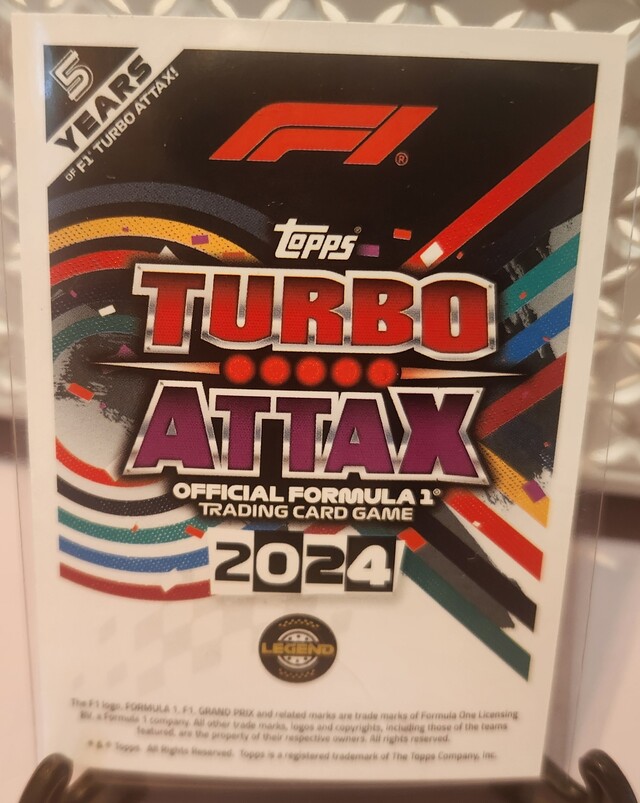 5
YEARS
OF F1® TURBO ATTAX!
F1®
Topps®
TURBO
ATTAX
OFFICIAL FORMULA 1®
TRADING CARD GAME
2024
LEGEND
The F1 logo, FORMULA 1, F1, GRAND PRIX and related marks are trade marks of Formula One Licensing
BV, a Formula 1 company. All other trade marks, logos and copyrights, including those of the teams
featured, are the property of their respective owners. All rights reserved.
Topps. All Rights Reserved. Topps is a registered trademark of The Topps Company, Inc.